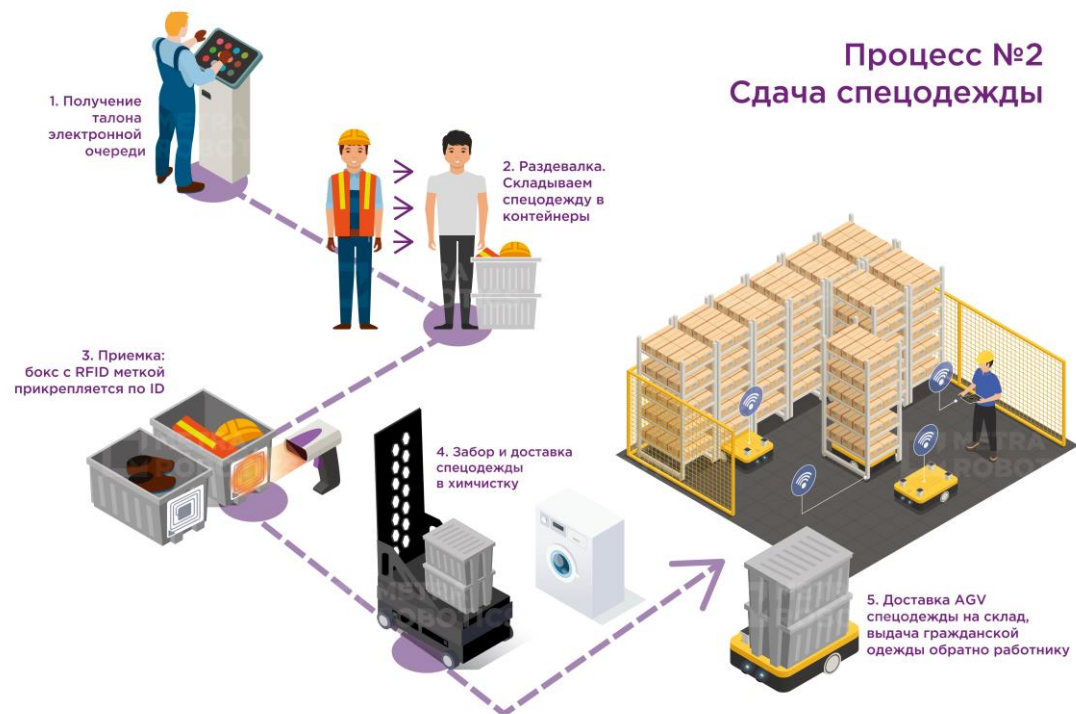 Процесс №2
Сдача спецодежды
1. Получение
талона
электронной
очереди
2. Раздевалка.
Складываем
спецодежду в
контейнеры
3. Приемка:
бокс с RFID меткой
прикрепляется по ID
4. Забор и доставка
спецодежды
в химчистку
5. Доставка AGV
спецодежды на склад,
выдача гражданской
одежды обратно работнику